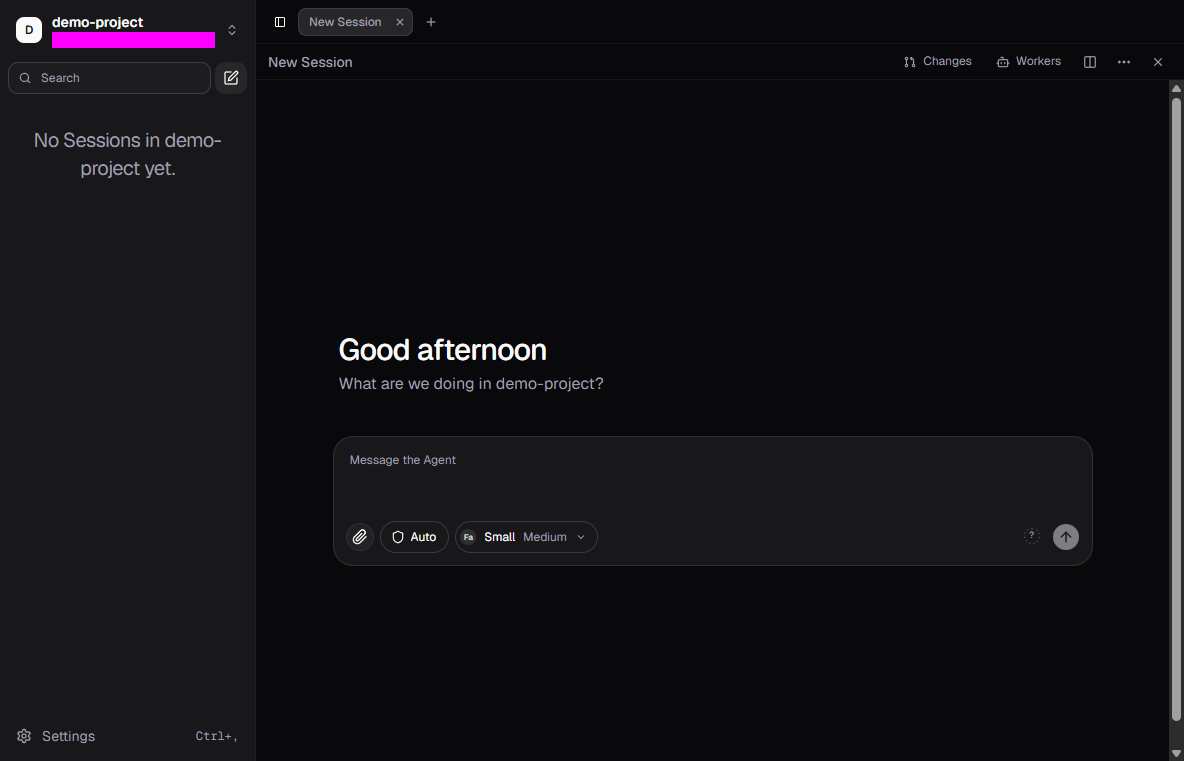 D
demo-project
Search
No Sessions in demo-
project yet.
Settings Ctrl+,
New Session
New Session
Changes Workers
Good afternoon
What are we doing in demo-project?
Message the Agent
Auto
Fa Small Medium
?